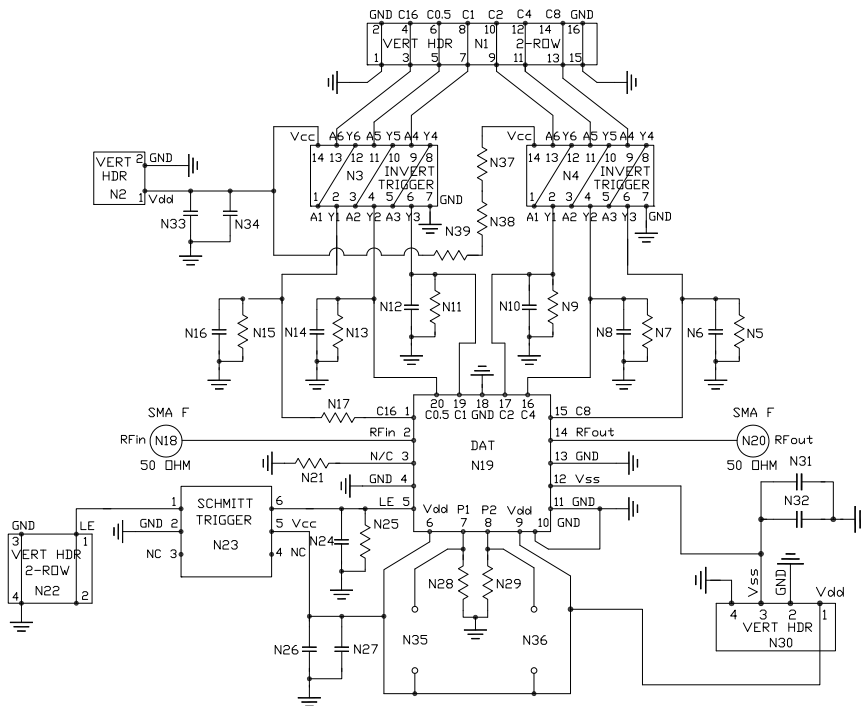 GND C16 C0.5 C1 C2 C4 C8 GND
2 4 6 8 10 12 14 16
VERT HDR N1 2-ROW
1 3 5 7 9 11 13 15
Vcc A6 Y6 A5 Y5 A4 Y4
14 13 12 11 10 9 8
N3 INVERT TRIGGER
1 2 3 4 5 6 7 GND
A1 Y1 A2 Y2 A3 Y3
Vcc A6 Y6 A5 Y5 A4 Y4
14 13 12 11 10 9 8
N4 INVERT TRIGGER
1 2 3 4 5 6 7 GND
A1 Y1 A2 Y2 A3 Y3
VERT HDR N2
2 GND
1 Vdd
N33 N34
N37
N38
N39
N16 N15 N14 N13 N12 N11 N10 N9 N8 N7 N6 N5
N17
20 19 18 17 16
C0.5 C1 GND C2 C4
C16 1
RFin 2
N/C 3
GND 4
LE 5
DAT
N19
15 C8
14 RFout
13 GND
12 Vss
11 GND
Vdd P1 P2 Vdd
6 7 8 9 10 GND
SMA F
RFin N18
50 OHM
SMA F
N20 RFout
50 OHM
N21
SCHMITT
TRIGGER
N23
1
GND 2
NC 3
6
5 Vcc
4 NC
N24 N25
GND LE
3 1
VERT HDR
2-ROW
N22
4 2
N26 N27
N28 N29
N35 N36
N31
N32
Vss GND Vdd
4 3 2 1
VERT HDR
N30